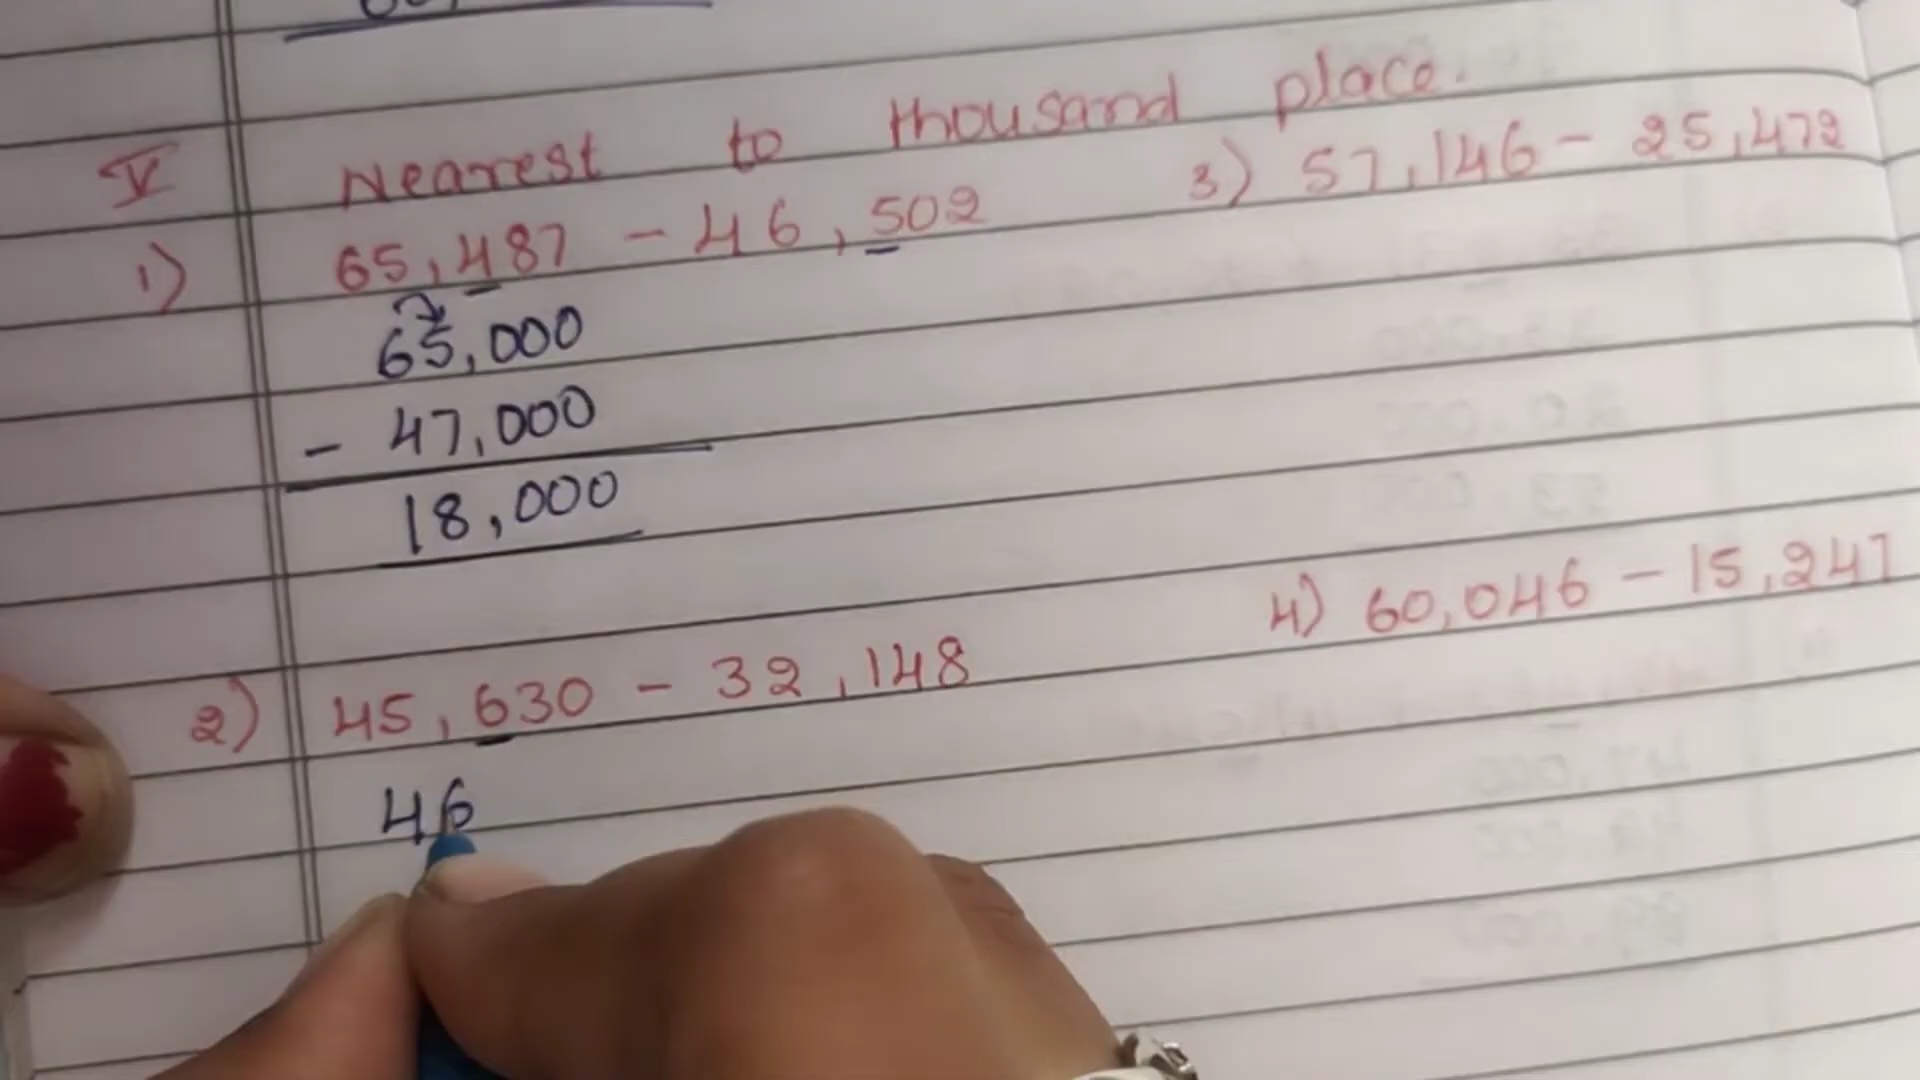 V Nearest to thousand place.
1) 65,487 - 46,502
65,000
- 47,000
18,000
2) 45,630 - 32,148
46
3) 57,146 - 25,472
4) 60,046 - 15,247